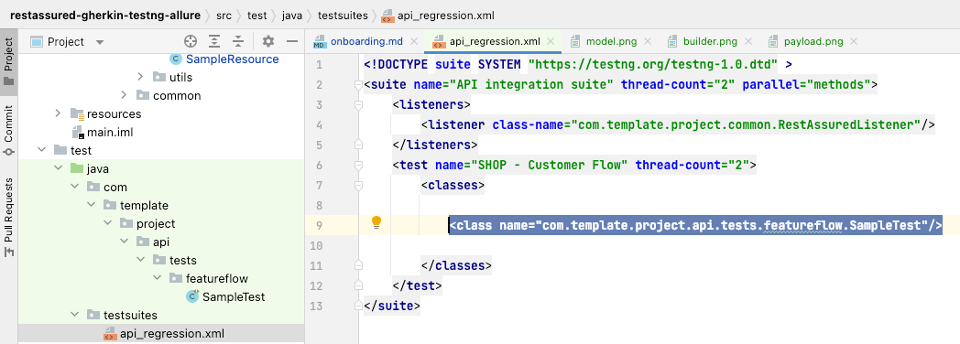 restassured-gherkin-testng-allure › src › test › java › testsuites › api_regression.xml
Project
Commit
Pull Requests
Project
SampleResource
utils
common
resources
main.iml
test
java
com
template
project
api
tests
featureflow
SampleTest
testsuites
api_regression.xml
onboarding.md api_regression.xml model.png builder.png payload.png
1 <!DOCTYPE suite SYSTEM "https://testng.org/testng-1.0.dtd" >
2 <suite name="API integration suite" thread-count="2" parallel="methods">
3 <listeners>
4 <listener class-name="com.template.project.common.RestAssuredListener"/>
5 </listeners>
6 <test name="SHOP - Customer Flow" thread-count="2">
7 <classes>
8
9 <class name="com.template.project.api.tests.featureflow.SampleTest"/>
10
11 </classes>
12 </test>
13 </suite>